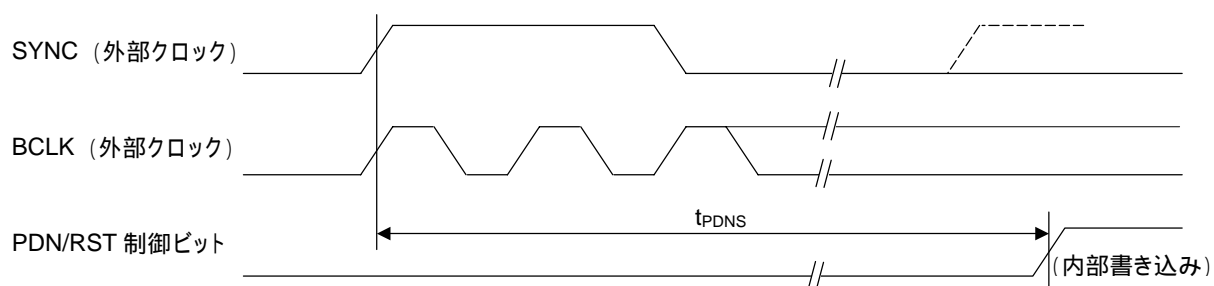 SYNC (外部クロック)
BCLK (外部クロック)
tPDNS
PDN/RST 制御ビット
(内部書き込み)